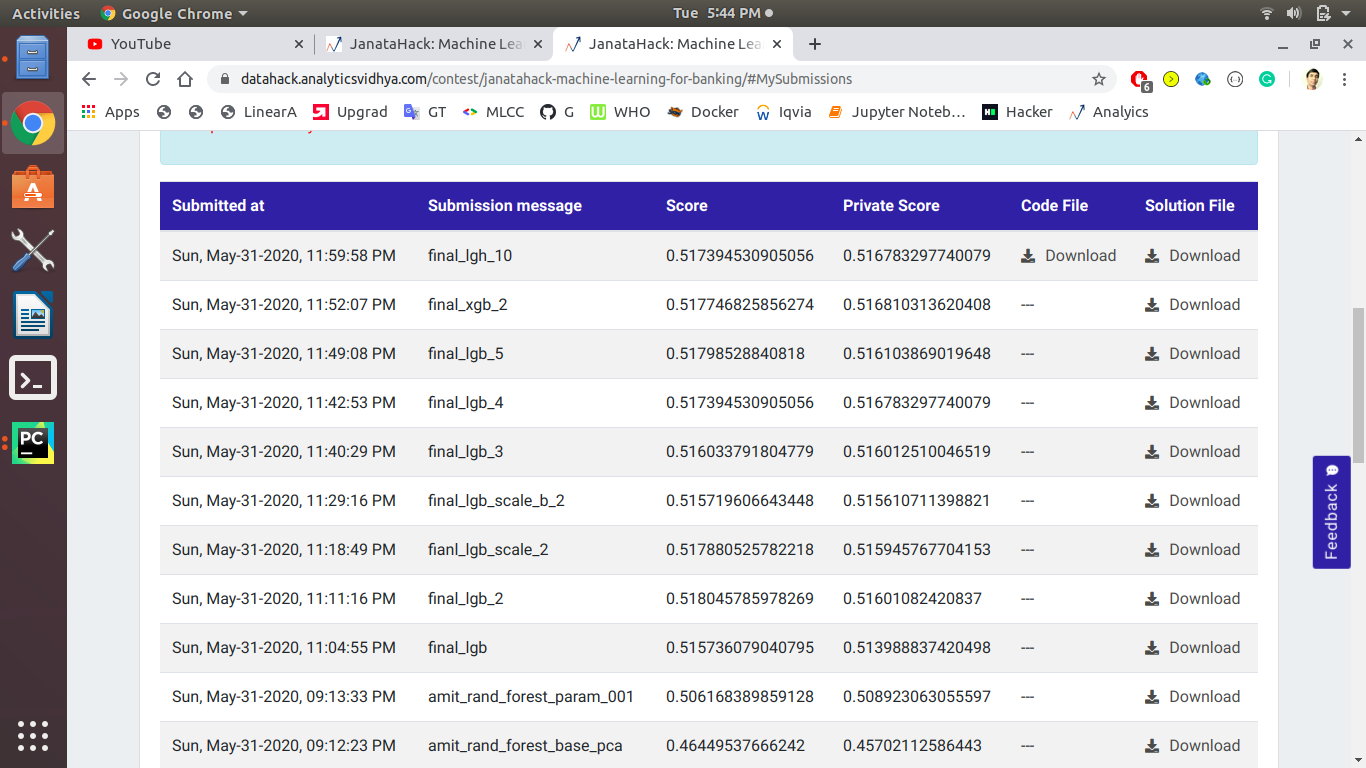 Activities Google Chrome Tue 5:44 PM
YouTube JanataHack: Machine Lea JanataHack: Machine Lea
datahack.analyticsvidhya.com/contest/janatahack-machine-learning-for-banking/#MySubmissions
6
Apps LinearA Upgrad GT MLCC G WHO Docker Iqvia Jupyter Noteb… Hacker Analyics
Submitted at Submission message Score Private Score Code File Solution File
Sun, May-31-2020, 11:59:58 PM final_lgh_10 0.517394530905056 0.516783297740079 Download Download
Sun, May-31-2020, 11:52:07 PM final_xgb_2 0.517746825856274 0.516810313620408 --- Download
Sun, May-31-2020, 11:49:08 PM final_lgb_5 0.51798528840818 0.516103869019648 --- Download
Sun, May-31-2020, 11:42:53 PM final_lgb_4 0.517394530905056 0.516783297740079 --- Download
Sun, May-31-2020, 11:40:29 PM final_lgb_3 0.516033791804779 0.516012510046519 --- Download
Sun, May-31-2020, 11:29:16 PM final_lgb_scale_b_2 0.515719606643448 0.515610711398821 --- Download
Sun, May-31-2020, 11:18:49 PM fianl_lgb_scale_2 0.517880525782218 0.515945767704153 --- Download
Sun, May-31-2020, 11:11:16 PM final_lgb_2 0.518045785978269 0.51601082420837 --- Download
Sun, May-31-2020, 11:04:55 PM final_lgb 0.515736079040795 0.513988837420498 --- Download
Sun, May-31-2020, 09:13:33 PM amit_rand_forest_param_001 0.506168389859128 0.508923063055597 --- Download
Sun, May-31-2020, 09:12:23 PM amit_rand_forest_base_pca 0.46449537666242 0.45702112586443 --- Download
Feedback
PC